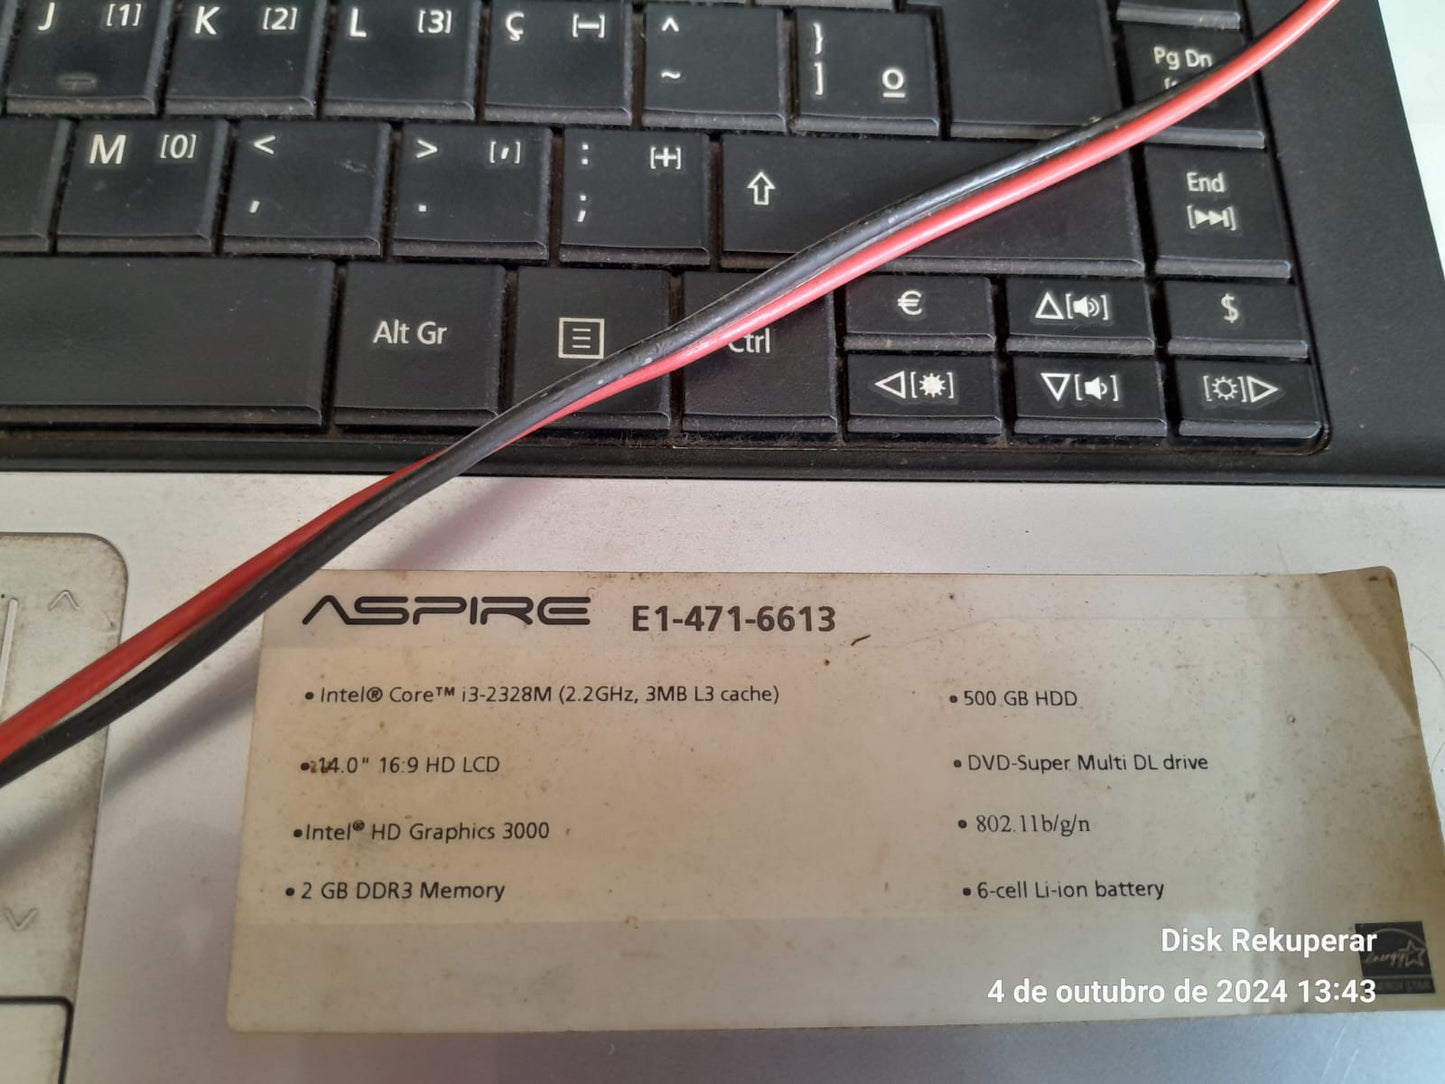 J [1] K [2] L [3] Ç [—] ^ ~ } ] º Pg Dn
M [0] < , > . [,] : ; [+] End
Alt Gr Ctrl € $
ASPIRE E1-471-6613
• Intel® Core™ i3-2328M (2.2GHz, 3MB L3 cache)
• 500 GB HDD
• 14.0" 16:9 HD LCD
• DVD-Super Multi DL drive
• Intel® HD Graphics 3000
• 802.11b/g/n
• 2 GB DDR3 Memory
• 6-cell Li-ion battery
Disk Rekuperar
4 de outubro de 2024 13:43